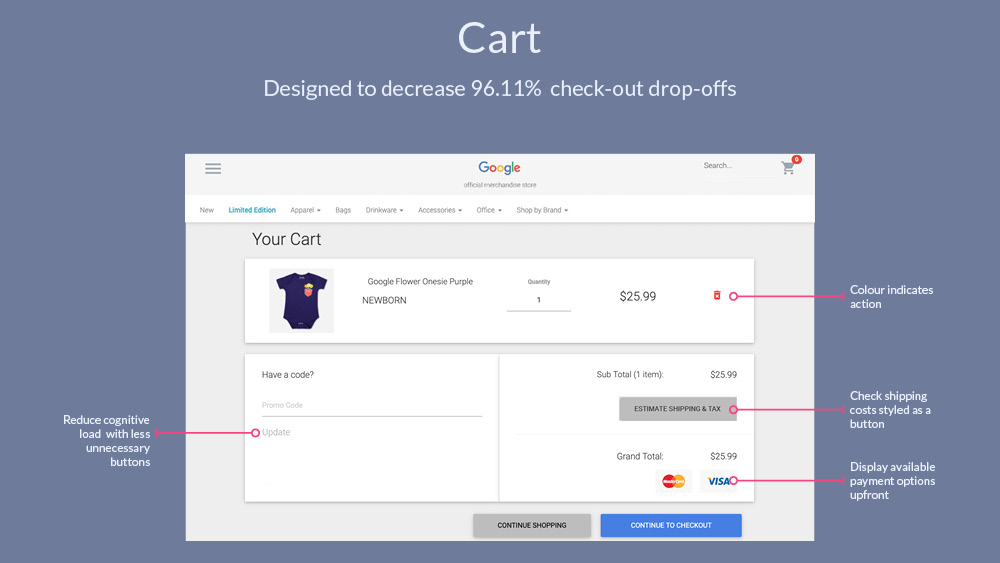 Cart
Designed to decrease 96.11% check-out drop-offs
Google
official merchandise store
Search...
0
New
Limited Edition
Apparel
Bags
Drinkware
Accessories
Office
Shop by Brand
Your Cart
Google Flower Onesie Purple
NEWBORN
Quantity
1
$25.99
Colour indicates
action
Have a code?
Promo Code
Update
Reduce cognitive
load with less
unnecessary
buttons
Sub Total (1 item):
$25.99
ESTIMATE SHIPPING & TAX
Check shipping
costs styled as a
button
Grand Total:
$25.99
MasterCard
VISA
Display available
payment options
upfront
CONTINUE SHOPPING
CONTINUE TO CHECKOUT